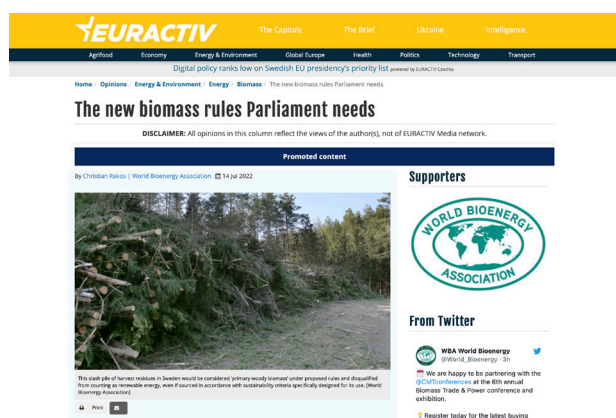 EURACTIV
The Capitals The Brief Ukraine Intelligence
Agrifood Economy Energy & Environment Global Europe Health Politics Technology Transport
Digital policy ranks low on Swedish EU presidency's priority list powered by EURACTIV Czechia
Home / Opinions / Energy & Environment / Energy / Biomass / The new biomass rules Parliament needs
The new biomass rules Parliament needs
DISCLAIMER: All opinions in this column reflect the views of the author(s), not of EURACTIV Media network.
Promoted content
By Christian Rakos | World Bioenergy Association 14 Jul 2022
This slash pile of harvest residues in Sweden would be considered 'primary woody biomass' under proposed rules and disqualified
from counting as renewable energy, even if sourced in accordance with sustainability criteria specifically designed for its use. [World
Bioenergy Association]
Print
Supporters
WORLD BIOENERGY
ASSOCIATION
From Twitter
WBA World Bioenergy
@World_Bioenergy · 3h
We are happy to be partnering with the
@CMTconferences at the 6th annual
Biomass Trade & Power conference and
exhibition.
Register today for the latest buying